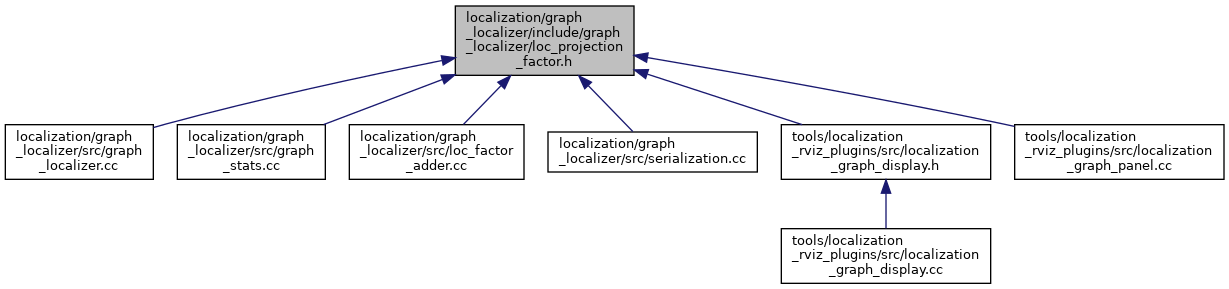 localization/graph
_localizer/include/graph
_localizer/loc_projection
_factor.h
localization/graph
_localizer/src/graph
_localizer.cc
localization/graph
_localizer/src/graph
_stats.cc
localization/graph
_localizer/src/loc_factor
_adder.cc
localization/graph
_localizer/src/serialization.cc
tools/localization
_rviz_plugins/src/localization
_graph_display.h
tools/localization
_rviz_plugins/src/localization
_graph_panel.cc
tools/localization
_rviz_plugins/src/localization
_graph_display.cc